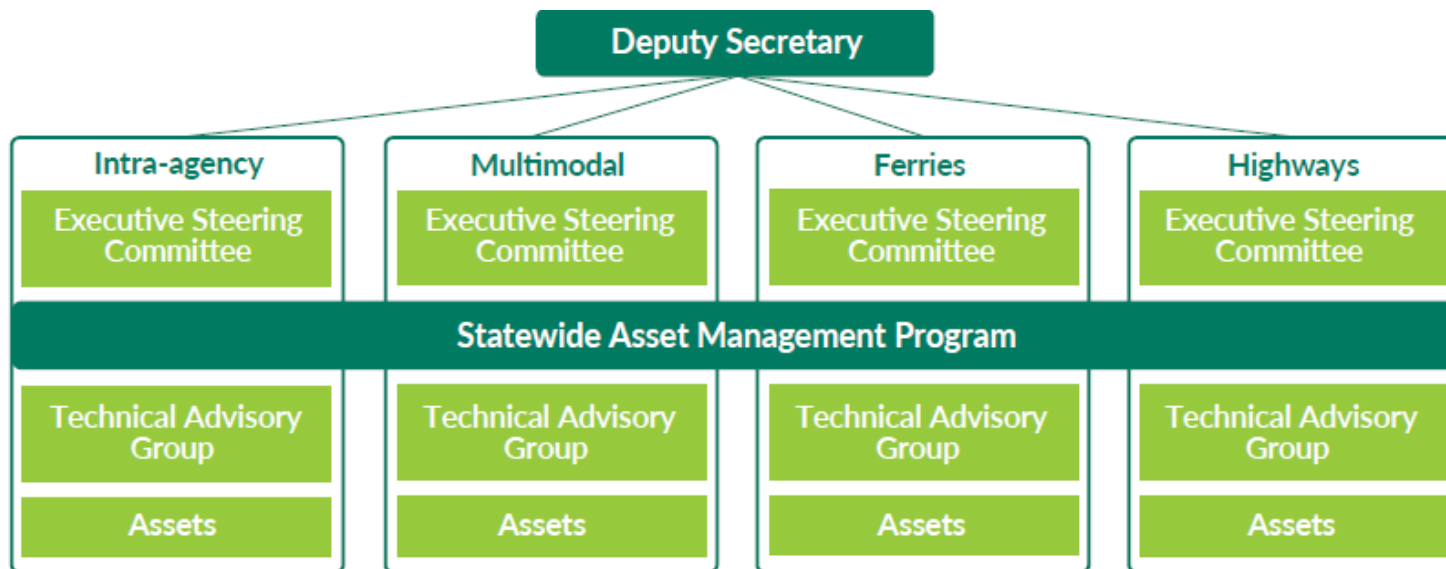 Deputy Secretary
Intra-agency
Executive Steering
Committee
Multimodal
Executive Steering
Committee
Ferries
Executive Steering
Committee
Highways
Executive Steering
Committee
Statewide Asset Management Program
Technical Advisory
Group
Assets
Technical Advisory
Group
Assets
Technical Advisory
Group
Assets
Technical Advisory
Group
Assets